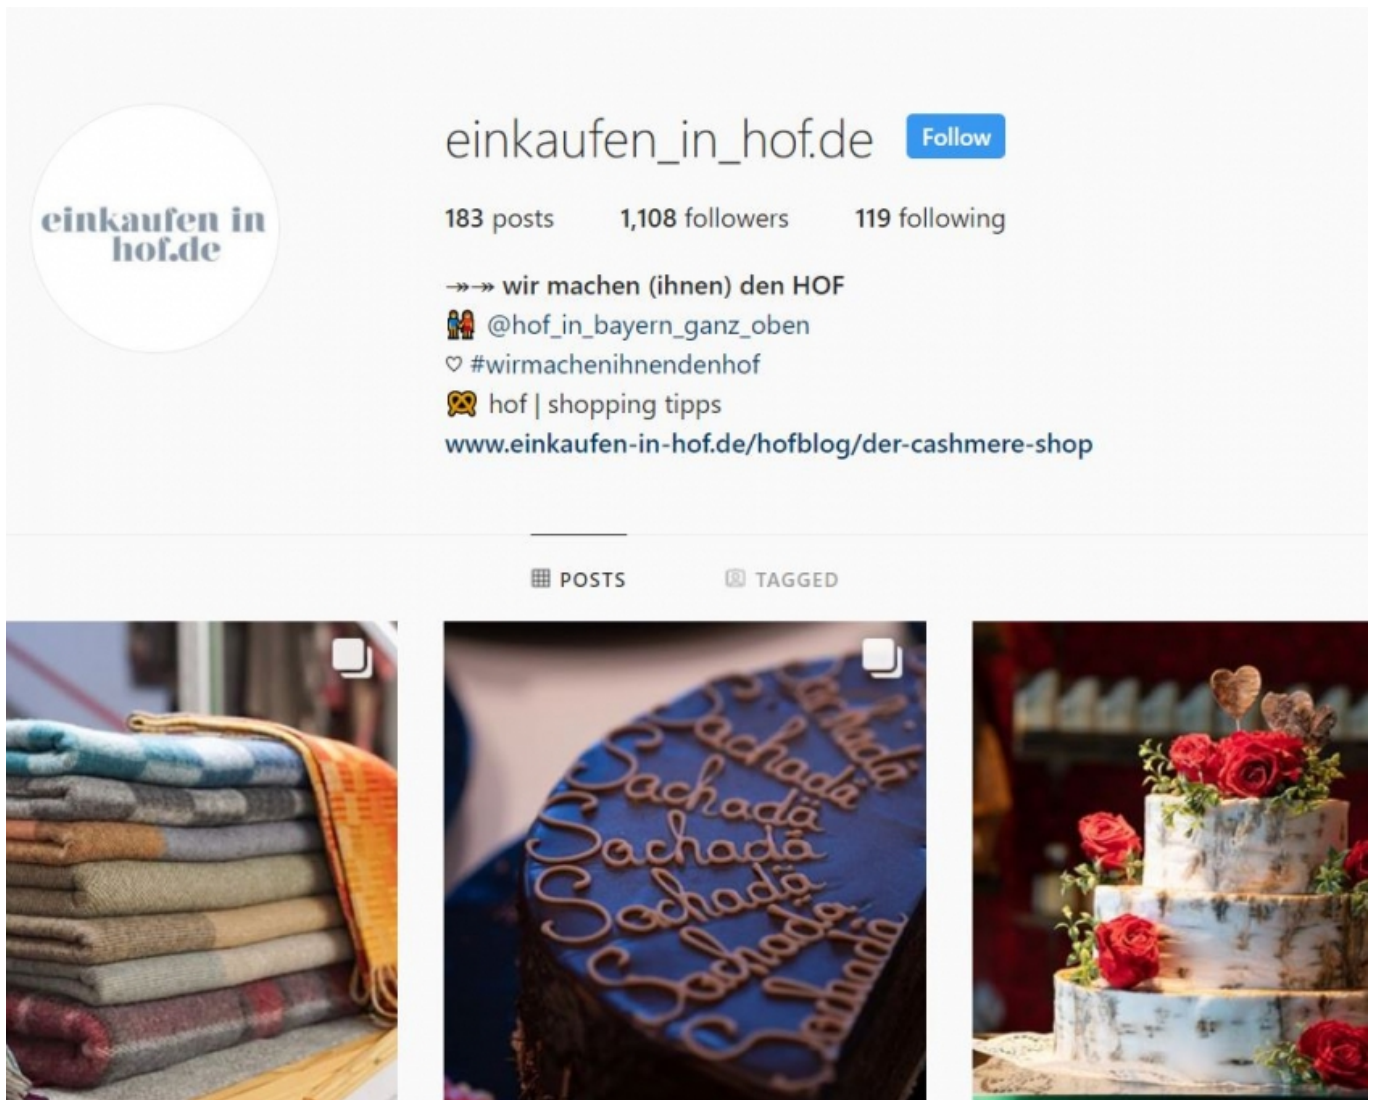 einkaufen_in_hof.de Follow
einkaufen in
hof.de
183 posts 1,108 followers 119 following
→→ wir machen (ihnen) den HOF
@hof_in_bayern_ganz_oben
♡ #wirmachenihnendenhof
hof | shopping tipps
www.einkaufen-in-hof.de/hofblog/der-cashmere-shop
POSTS TAGGED
Sachadä
Sachadä
Sachadä
Sachadä
Sachadä
Sachadä